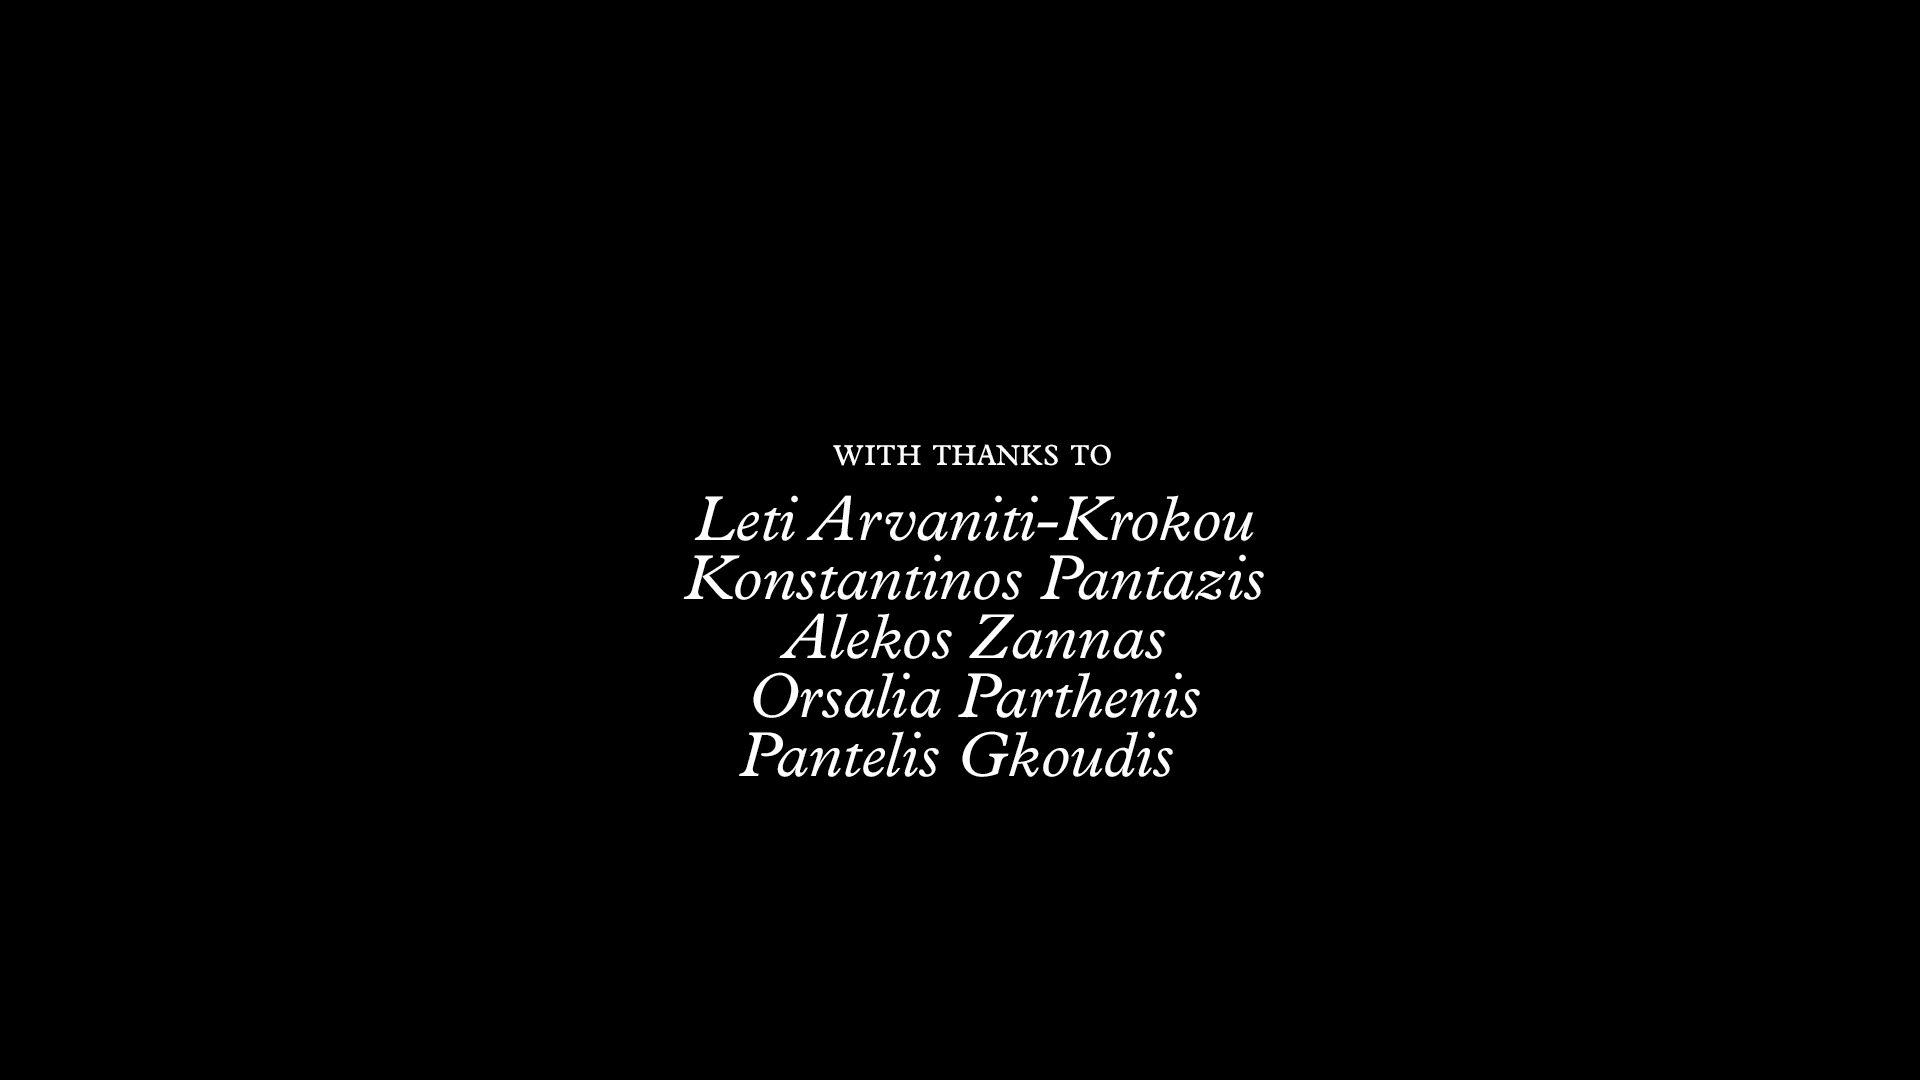 WITH THANKS TO
Leti Arvaniti-Krokou
Konstantinos Pantazis
Alekos Zannas
Orsalia Parthenis
Pantelis Gkoudis